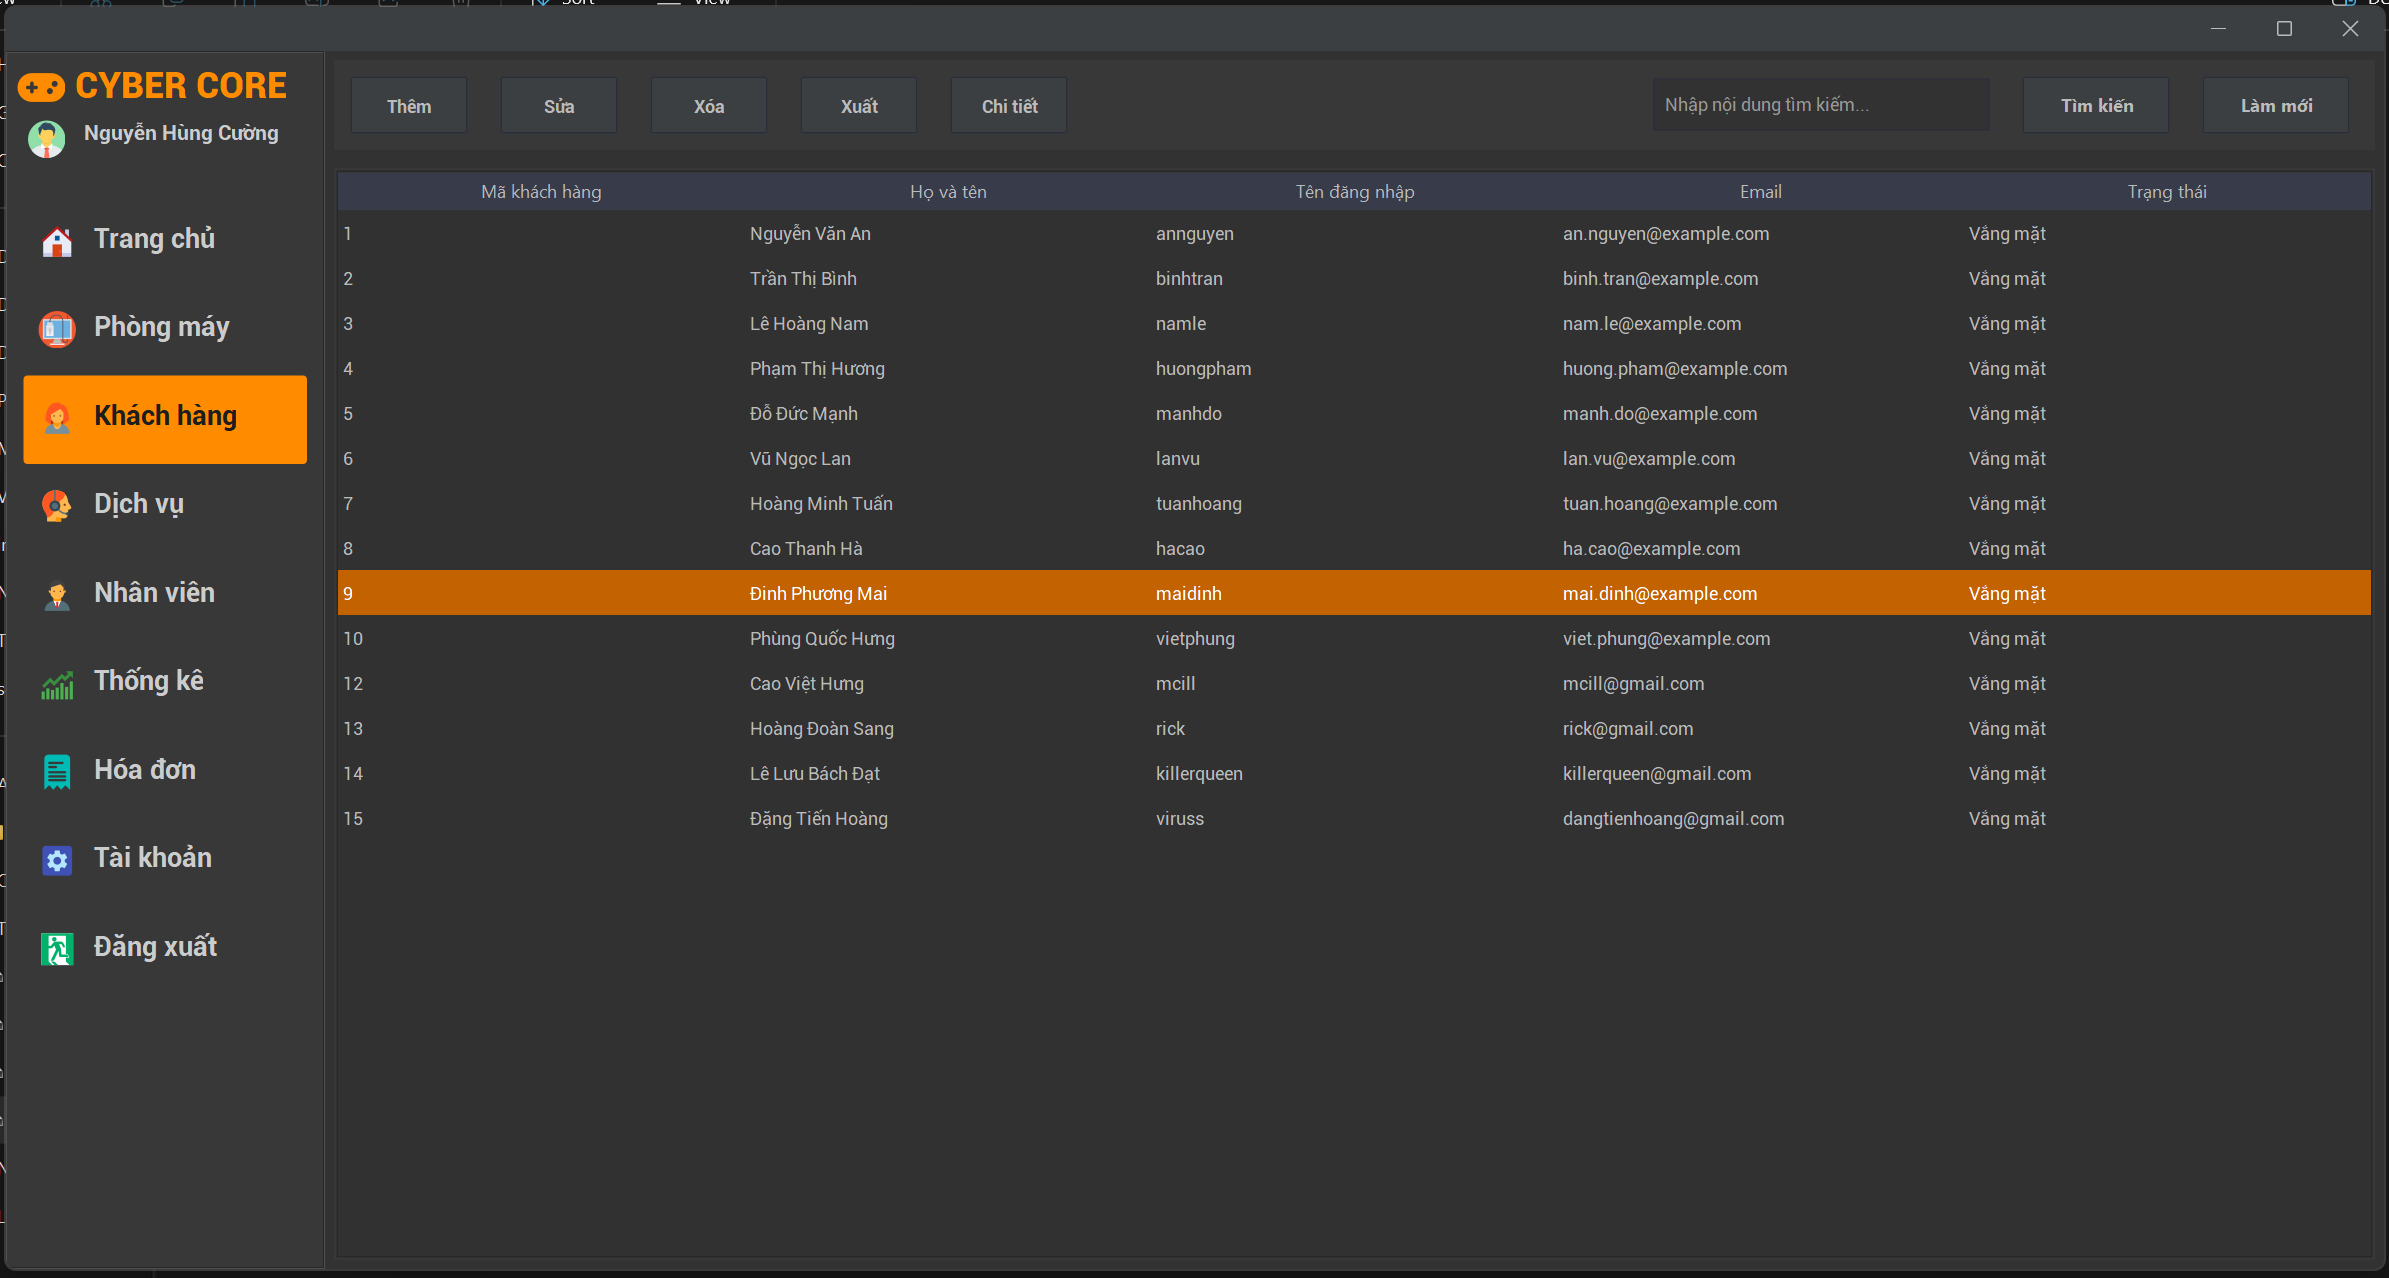 Sort View
CYBER CORE
Nguyễn Hùng Cường
Trang chủ
Phòng máy
Khách hàng
Dịch vụ
Nhân viên
Thống kê
Hóa đơn
Tài khoản
Đăng xuất
Thêm Sửa Xóa Xuất Chi tiết Nhập nội dung tìm kiếm... Tìm kiến Làm mới
Mã khách hàng Họ và tên Tên đăng nhập Email Trạng thái
1 Nguyễn Văn An annguyen an.nguyen@example.com Vắng mặt
2 Trần Thị Bình binhtran binh.tran@example.com Vắng mặt
3 Lê Hoàng Nam namle nam.le@example.com Vắng mặt
4 Phạm Thị Hương huongpham huong.pham@example.com Vắng mặt
5 Đỗ Đức Mạnh manhdo manh.do@example.com Vắng mặt
6 Vũ Ngọc Lan lanvu lan.vu@example.com Vắng mặt
7 Hoàng Minh Tuấn tuanhoang tuan.hoang@example.com Vắng mặt
8 Cao Thanh Hà hacao ha.cao@example.com Vắng mặt
9 Đinh Phương Mai maidinh mai.dinh@example.com Vắng mặt
10 Phùng Quốc Hưng vietphung viet.phung@example.com Vắng mặt
12 Cao Việt Hưng mcill mcill@gmail.com Vắng mặt
13 Hoàng Đoàn Sang rick rick@gmail.com Vắng mặt
14 Lê Lưu Bách Đạt killerqueen killerqueen@gmail.com Vắng mặt
15 Đặng Tiến Hoàng viruss dangtienhoang@gmail.com Vắng mặt